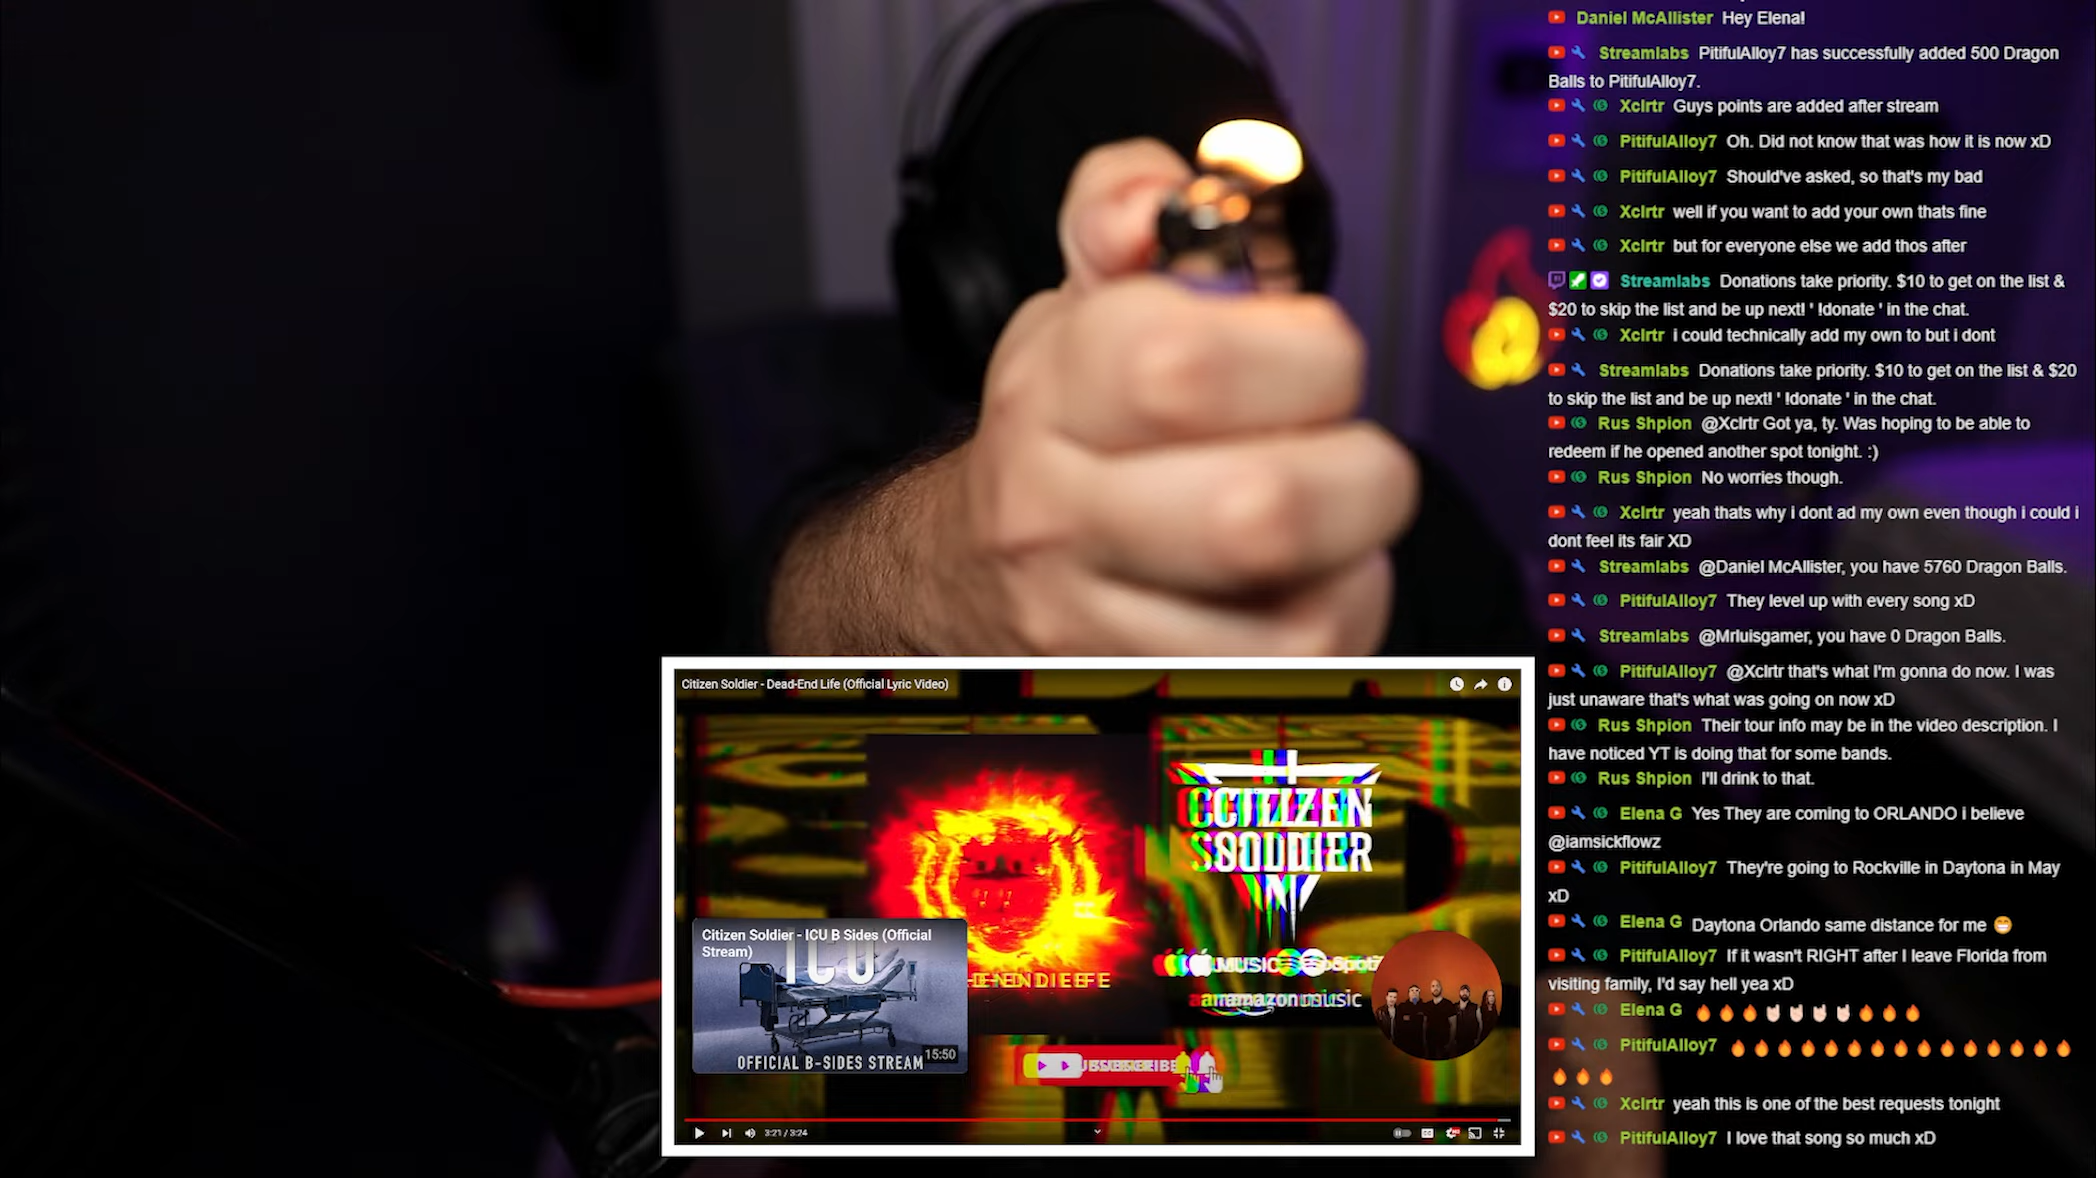 Daniel McAllister Hey Elena!
Streamlabs PitifulAlloy7 has successfully added 500 Dragon
Balls to PitifulAlloy7.
Xclrtr Guys points are added after stream
PitifulAlloy7 Oh. Did not know that was how it is now xD
PitifulAlloy7 Should've asked, so that's my bad
Xclrtr well if you want to add your own thats fine
Xclrtr but for everyone else we add thos after
Streamlabs Donations take priority. $10 to get on the list &
$20 to skip the list and be up next! ' !donate ' in the chat.
Xclrtr i could technically add my own to but i dont
Streamlabs Donations take priority. $10 to get on the list & $20
to skip the list and be up next! ' !donate ' in the chat.
Rus Shpion @Xclrtr Got ya, ty. Was hoping to be able to
redeem if he opened another spot tonight. :)
Rus Shpion No worries though.
Xclrtr yeah thats why i dont ad my own even though i could i
dont feel its fair XD
Streamlabs @Daniel McAllister, you have 5760 Dragon Balls.
PitifulAlloy7 They level up with every song xD
Streamlabs @Mrluisgamer, you have 0 Dragon Balls.
PitifulAlloy7 @Xclrtr that's what I'm gonna do now. I was
just unaware that's what was going on now xD
Rus Shpion Their tour info may be in the video description. I
have noticed YT is doing that for some bands.
Rus Shpion I'll drink to that.
Elena G Yes They are coming to ORLANDO i believe
@iamsickflowz
PitifulAlloy7 They're going to Rockville in Daytona in May
xD
Elena G Daytona Orlando same distance for me 😁
PitifulAlloy7 If it wasn't RIGHT after I leave Florida from
visiting family, I'd say hell yea xD
Elena G 🔥🔥🔥🤘🏻🤘🏻🤘🏻🤘🏻🔥🔥🔥
PitifulAlloy7 🔥🔥🔥🔥🔥🔥🔥🔥🔥🔥🔥🔥🔥🔥🔥
🔥🔥🔥
Xclrtr yeah this is one of the best requests tonight
PitifulAlloy7 I love that song so much xD
Citizen Soldier - Dead-End Life (Official Lyric Video)
Citizen Soldier - ICU B Sides (Official
Stream)
ICU
OFFICIAL B-SIDES STREAM
15:50
amazon music
3:21 / 3:24